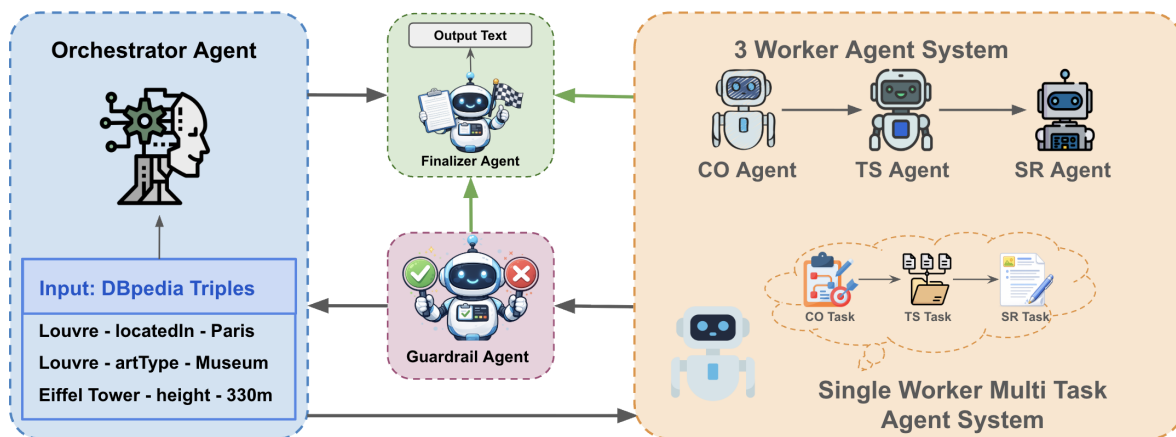 Orchestrator Agent
Input: DBpedia Triples
Louvre - locatedIn - Paris
Louvre - artType - Museum
Eiffel Tower - height - 330m
Output Text
Finalizer Agent
Guardrail Agent
3 Worker Agent System
CO Agent
TS Agent
SR Agent
CO Task
TS Task
SR Task
Single Worker Multi Task
Agent System